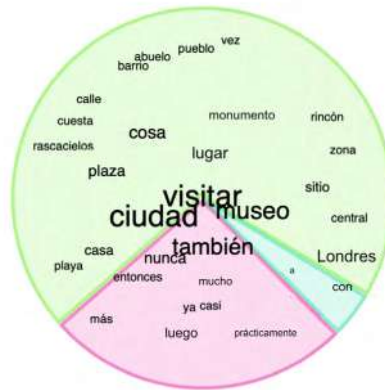 vez
pueblo
abuelo
barrio
calle
monumento
rincón
cuesta
cosa
rascacielos
lugar
zona
plaza
sitio
visitar
museo
ciudad
central
también
casa
nunca
Londres
playa
entonces
a
mucho
con
ya
casi
más
luego
prácticamente